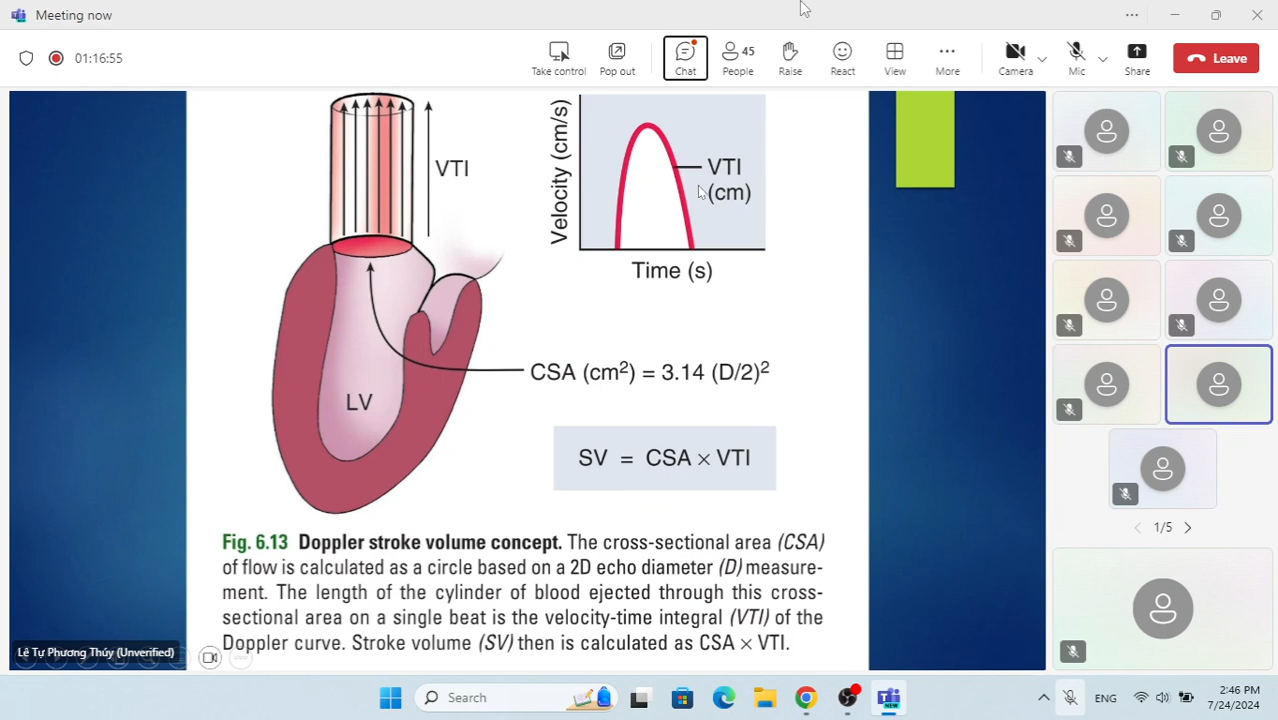 Meeting now
01:16:55
Take control
Pop out
Chat
45
People
Raise
React
View
More
Camera
Mic
Share
Leave
VTI
LV
Velocity (cm/s)
VTI
(cm)
Time (s)
CSA (cm²) = 3.14 (D/2)²
SV = CSA × VTI
Fig. 6.13 Doppler stroke volume concept. The cross-sectional area (CSA)
of flow is calculated as a circle based on a 2D echo diameter (D) measure-
ment. The length of the cylinder of blood ejected through this cross-
sectional area on a single beat is the velocity-time integral (VTI) of the
Doppler curve. Stroke volume (SV) then is calculated as CSA × VTI.
Lê Tự Phương Thúy (Unverified)
1/5
Search
NEW
ENG
2:46 PM
7/24/2024